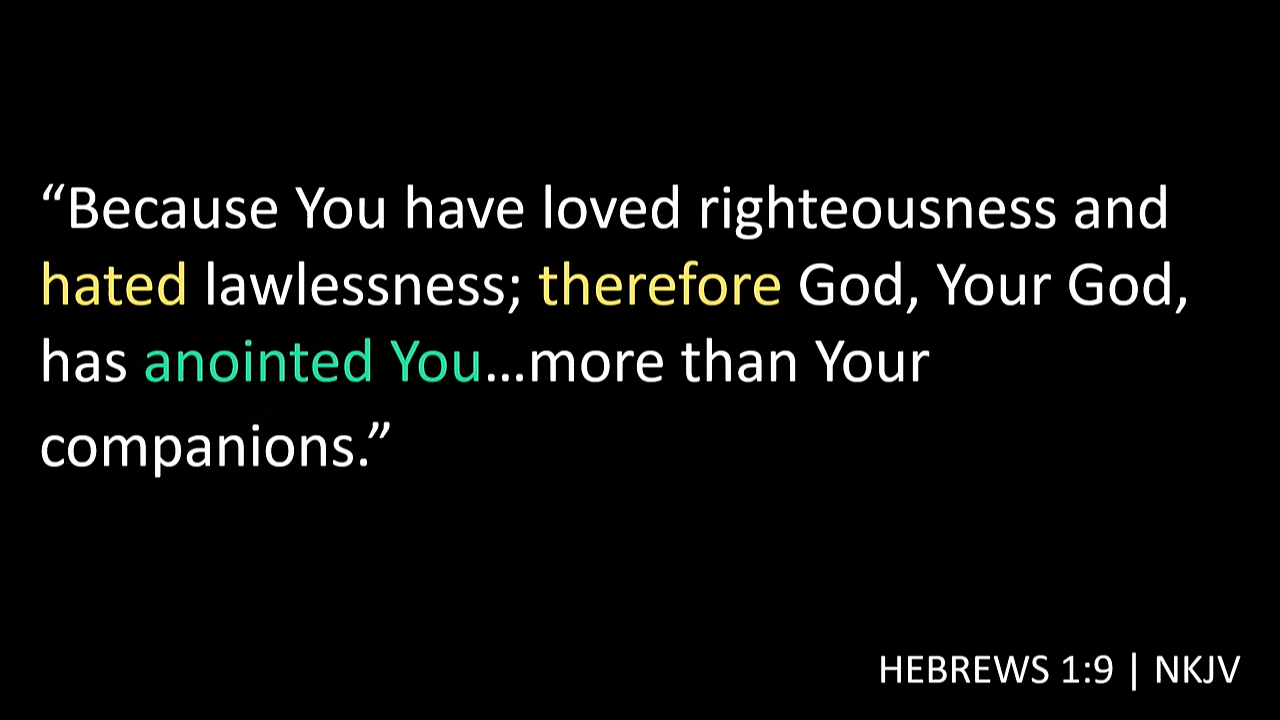 “Because You have loved righteousness and
hated lawlessness; therefore God, Your God,
has anointed You...more than Your
companions.”
HEBREWS 1:9 | NKJV